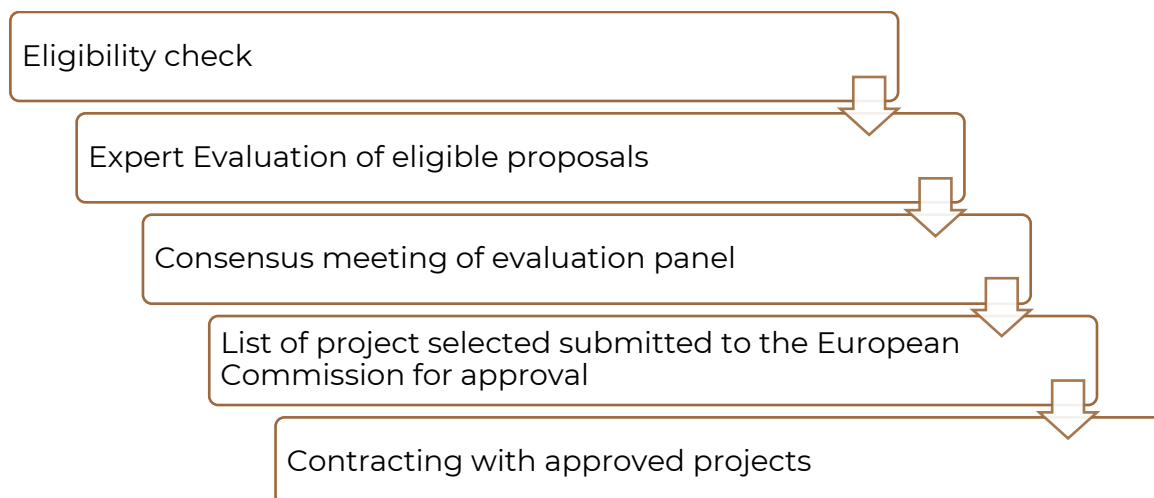 Eligibility check
Expert Evaluation of eligible proposals
Consensus meeting of evaluation panel
List of project selected submitted to the European
Commission for approval
Contracting with approved projects